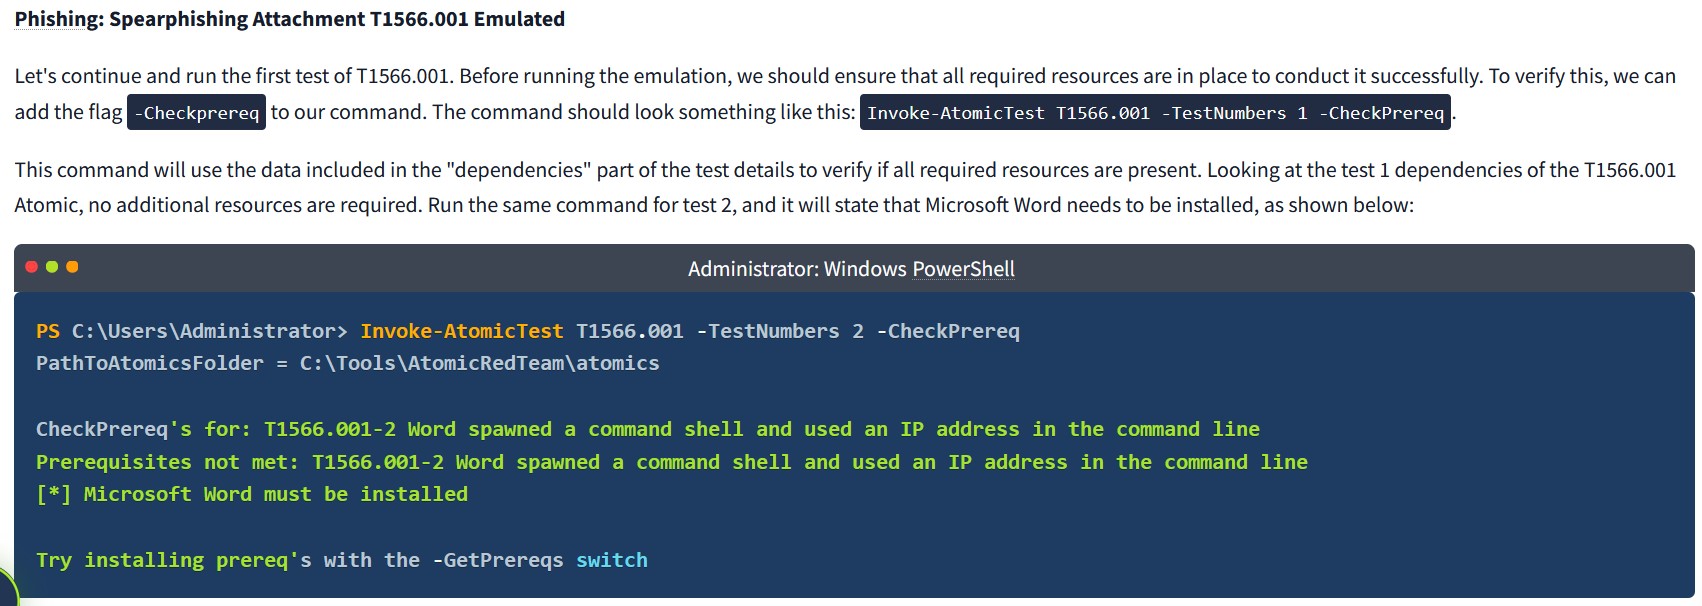 Phishing: Spearphishing Attachment T1566.001 Emulated
Let's continue and run the first test of T1566.001. Before running the emulation, we should ensure that all required resources are in place to conduct it successfully. To verify this, we can
add the flag -Checkprereq to our command. The command should look something like this: Invoke-AtomicTest T1566.001 -TestNumbers 1 -CheckPrereq.
This command will use the data included in the "dependencies" part of the test details to verify if all required resources are present. Looking at the test 1 dependencies of the T1566.001
Atomic, no additional resources are required. Run the same command for test 2, and it will state that Microsoft Word needs to be installed, as shown below:
Administrator: Windows PowerShell
PS C:\Users\Administrator> Invoke-AtomicTest T1566.001 -TestNumbers 2 -CheckPrereq
PathToAtomicsFolder = C:\Tools\AtomicRedTeam\atomics
CheckPrereq's for: T1566.001-2 Word spawned a command shell and used an IP address in the command line
Prerequisites not met: T1566.001-2 Word spawned a command shell and used an IP address in the command line
[*] Microsoft Word must be installed
Try installing prereq's with the -GetPrereqs switch